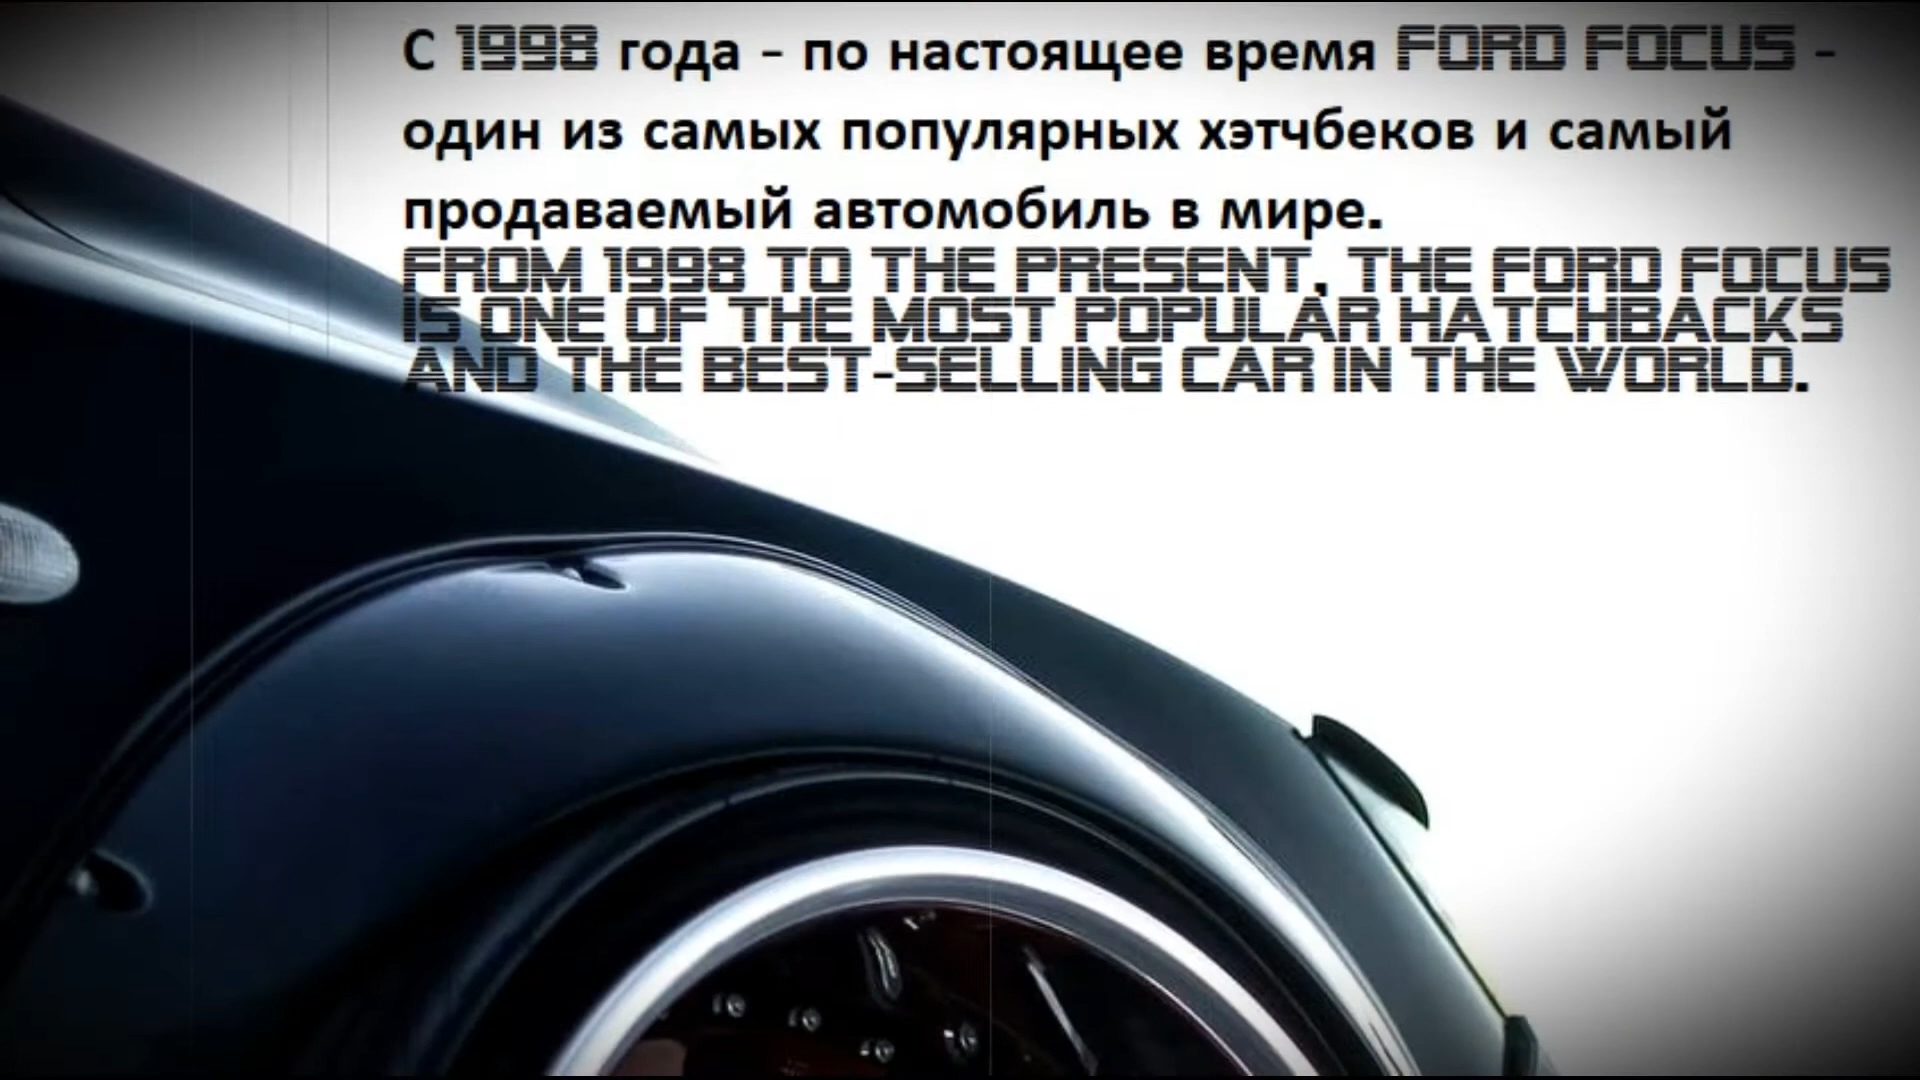 С 1998 года - по настоящее время FORD FOCUS -
один из самых популярных хэтчбеков и самый
продаваемый автомобиль в мире.
FROM 1998 TO THE PRESENT, THE FORD FOCUS
IS ONE OF THE MOST POPULAR HATCHBACKS
AND THE BEST-SELLING CAR IN THE WORLD.